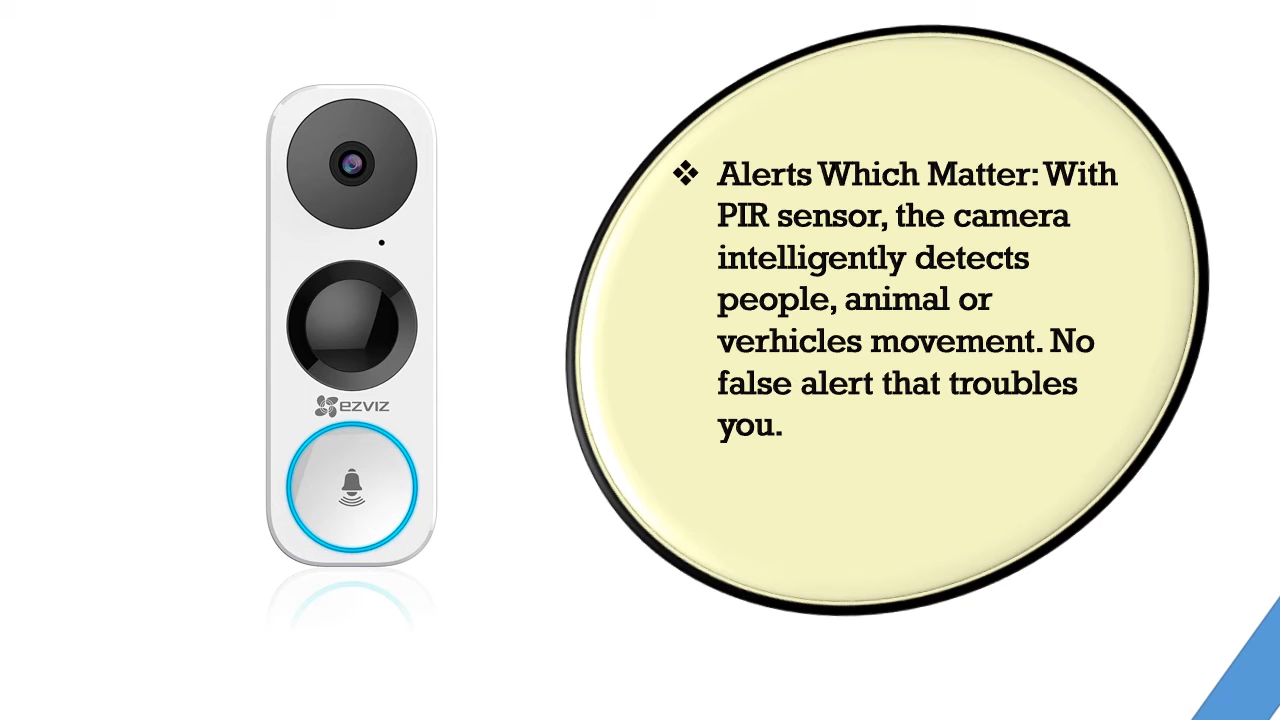 ezviz
❖ Alerts Which Matter: With
PIR sensor, the camera
intelligently detects
people, animal or
verhicles movement. No
false alert that troubles
you.